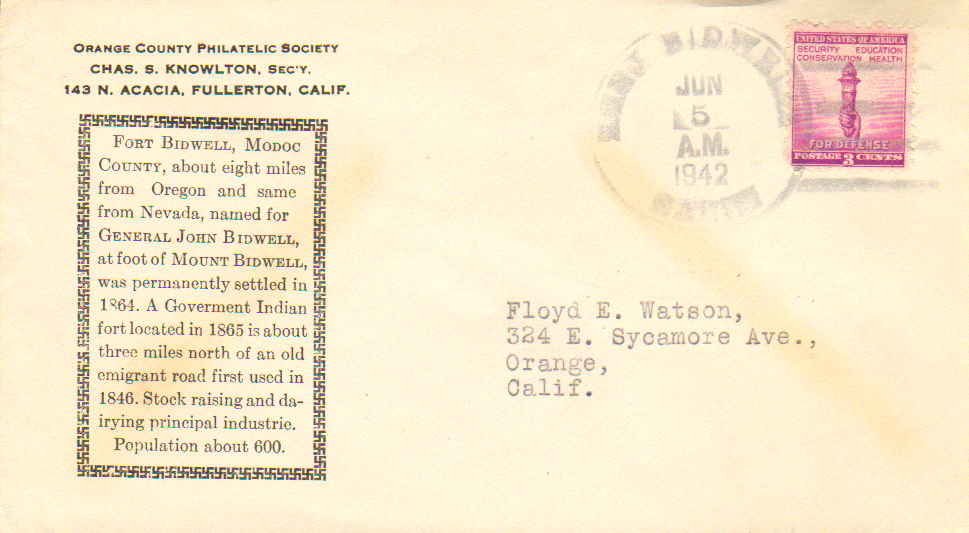 ORANGE COUNTY PHILATELIC SOCIETY
CHAS. S. KNOWLTON, SEC'Y.
143 N. ACACIA, FULLERTON, CALIF.
FORT BIDWELL, MODOC
COUNTY, about eight miles
from Oregon and same
from Nevada, named for
GENERAL JOHN BIDWELL,
at foot of MOUNT BIDWELL,
was permanently settled in
1864. A Goverment Indian
fort located in 1865 is about
three miles north of an old
emigrant road first used in
1846. Stock raising and da-
irying principal industrie.
Population about 600.
BIDWELL
JUN
5
A.M.
1942
CALIF.
UNITED STATES OF AMERICA
SECURITY EDUCATION
CONSERVATION HEALTH
FOR DEFENSE
POSTAGE 3 CENTS
Floyd E. Watson,
324 E. Sycamore Ave.,
Orange,
Calif.